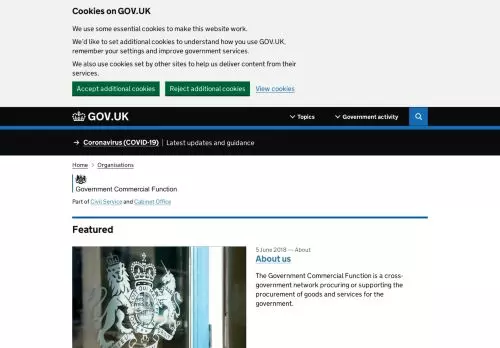 Cookies on GOV.UK
We use some essential cookies to make this website work.
We'd like to set additional cookies to understand how you use GOV.UK,
remember your settings and improve government services.
We also use cookies set by other sites to help us deliver content from their
services.
Accept additional cookies Reject additional cookies View cookies
GOV.UK Topics Government activity
→ Coronavirus (COVID-19) | Latest updates and guidance
Home > Organisations
Government Commercial Function
Part of Civil Service and Cabinet Office
Featured
5 June 2018 — About
About us
The Government Commercial Function is a cross-
government network procuring or supporting the
procurement of goods and services for the
government.